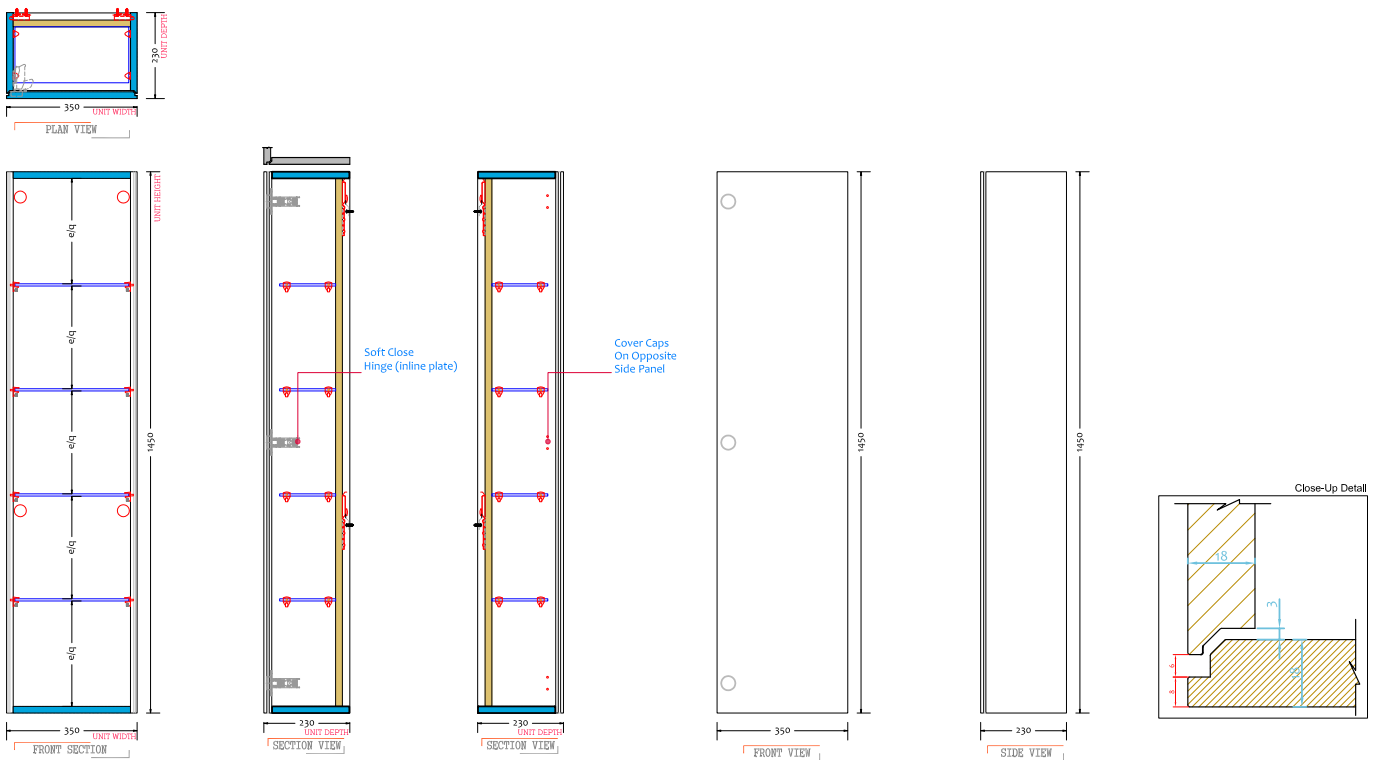 230
UNIT DEPTH
350
UNIT WIDTH
PLAN VIEW
UNIT HEIGHT
e/q
e/q
e/q
e/q
e/q
1450
350
UNIT WIDTH
FRONT SECTION
Soft Close
Hinge (inline plate)
230
UNIT DEPTH
SECTION VIEW
Cover Caps
On Opposite
Side Panel
230
UNIT DEPTH
SECTION VIEW
1450
350
FRONT VIEW
1450
230
SIDE VIEW
Close-Up Detail
18
3
6
8
18